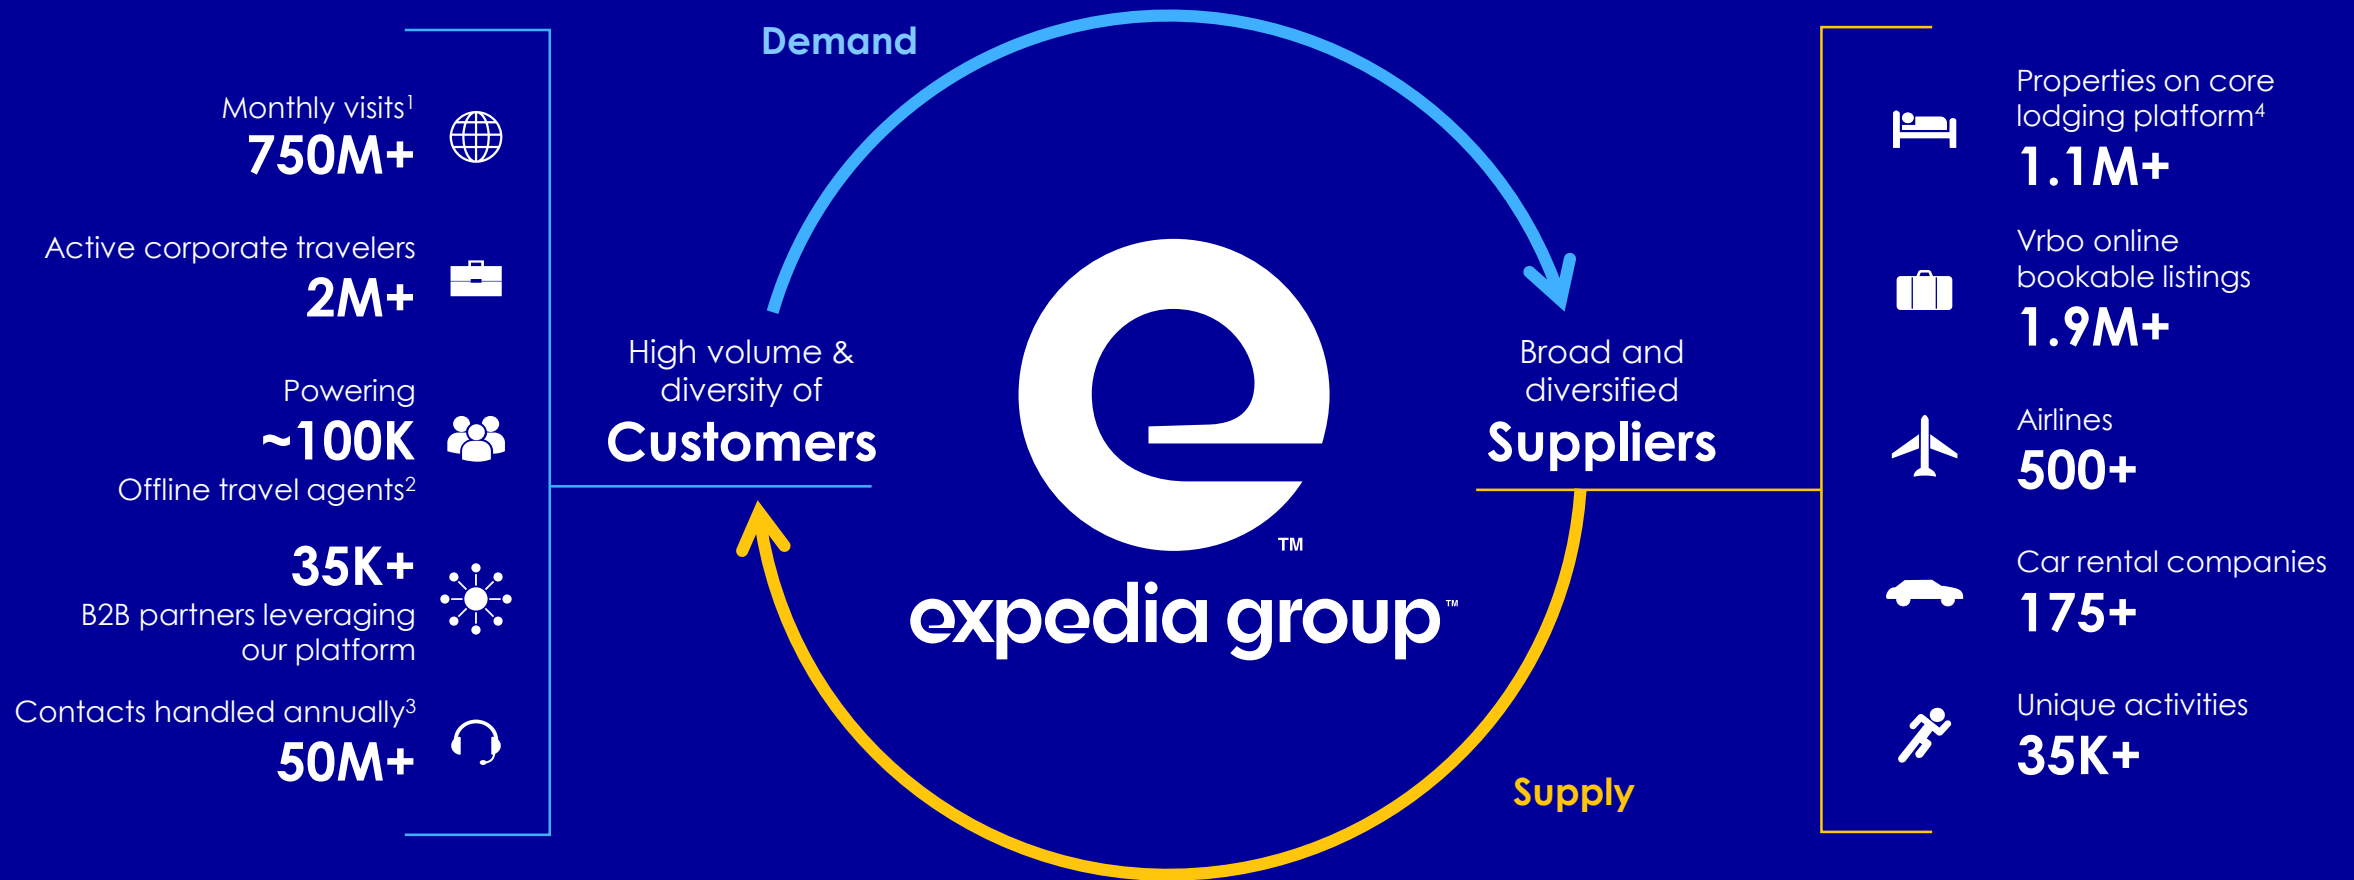 Demand
Monthly visits¹
750M+
Active corporate travelers
2M+
Powering
~100K
Offline travel agents²
35K+
B2B partners leveraging
our platform
Contacts handled annually³
50M+
High volume &
diversity of
Customers
TM
expedia group™
Broad and
diversified
Suppliers
Supply
Properties on core
lodging platform⁴
1.1M+
Vrbo online
bookable listings
1.9M+
Airlines
500+
Car rental companies
175+
Unique activities
35K+